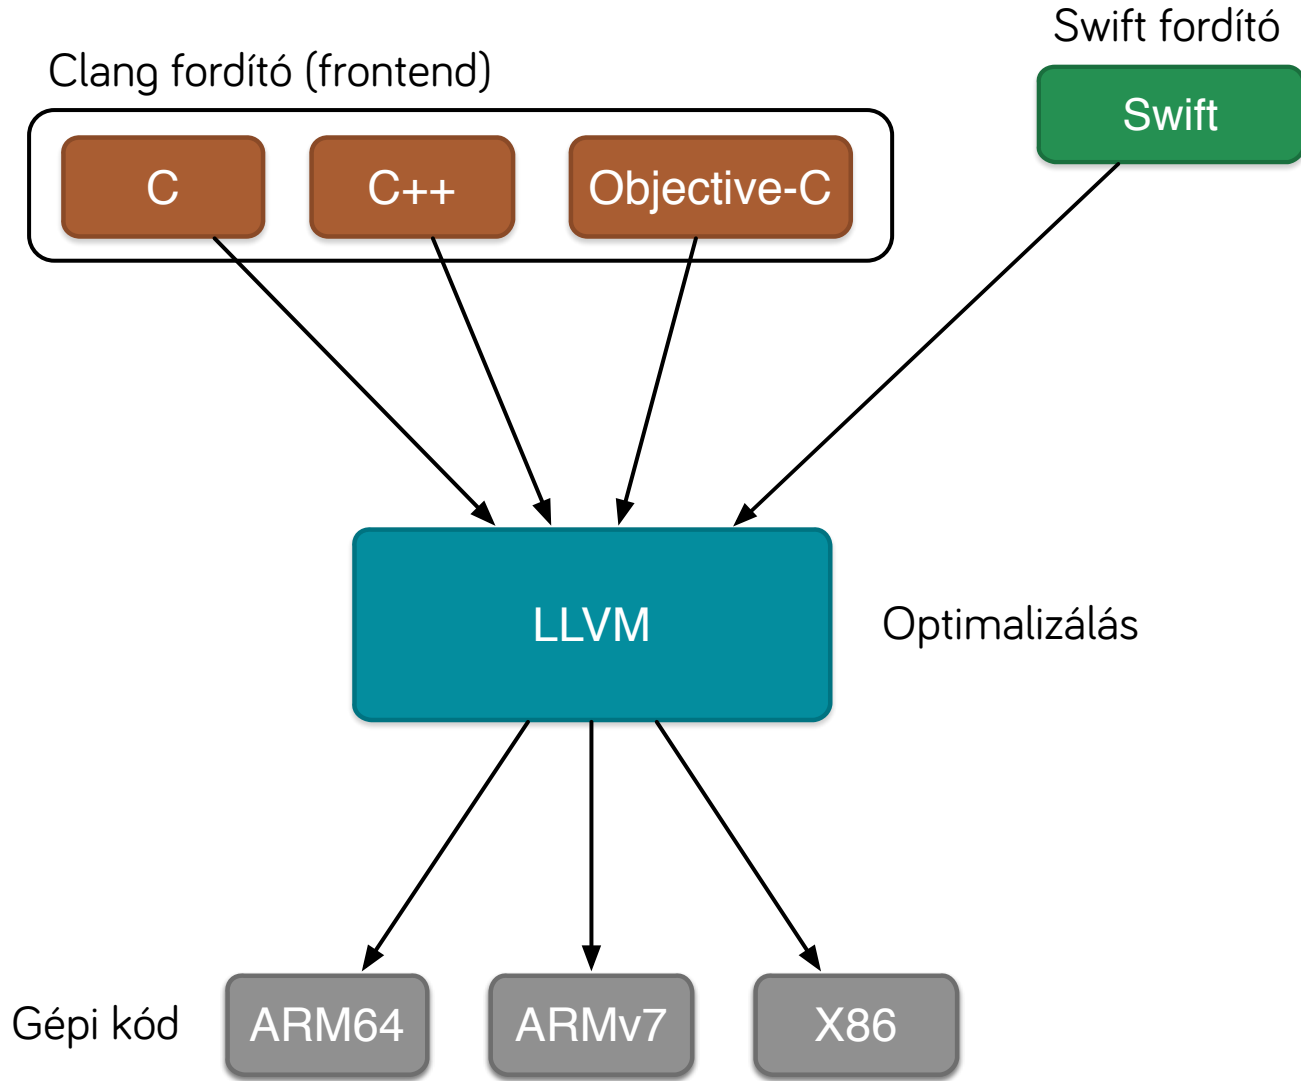 Swift fordító
Clang fordító (frontend)
Swift
C
C++
Objective-C
LLVM
Optimalizálás
Gépi kód
ARM64
ARMv7
X86